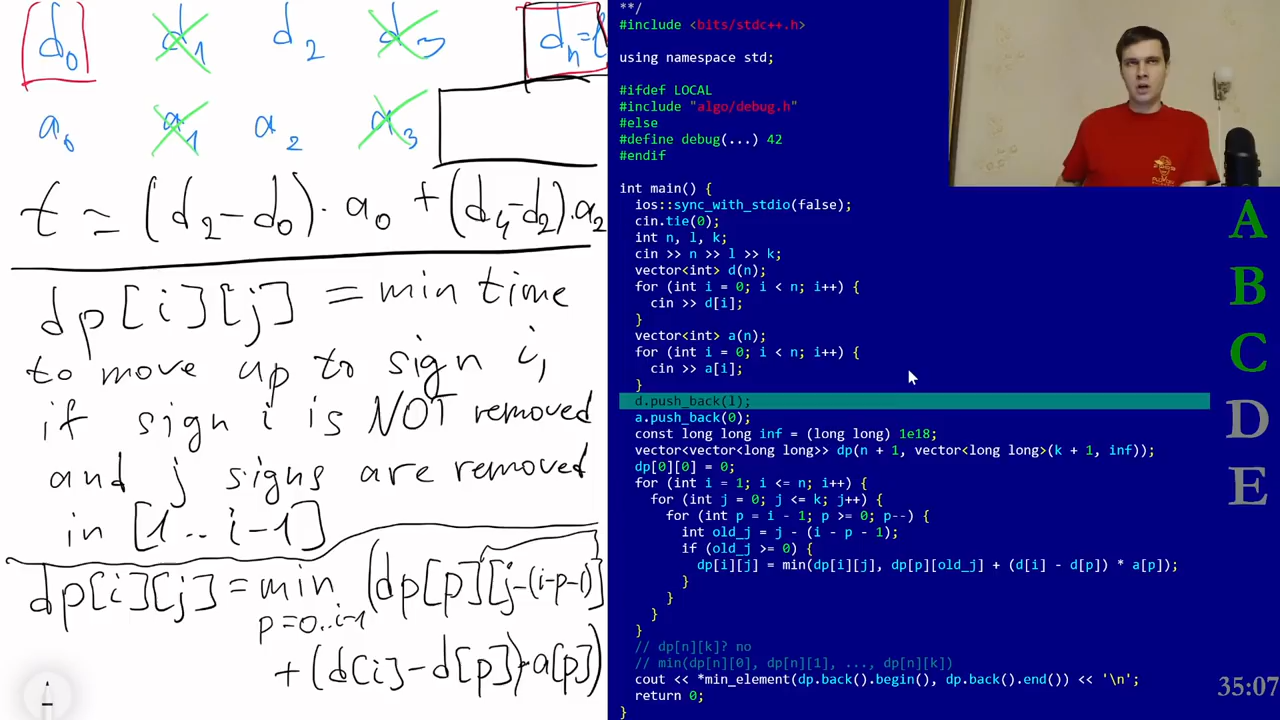 d0 d1 d2 d3 dn=l
a0 a1 a2 a3
t = (d2-d0)·a0 + (d4-d2)·a2
dp[i][j] = min time
to move up to sign i,
if sign i is NOT removed
and j signs are removed
in [1..i-1]
dp[i][j] = min (dp[p][j-(i-p-1)]
p=0..i-1
+(d[i]-d[p])·a[p])
**/
#include <bits/stdc++.h>
using namespace std;
#ifdef LOCAL
#include "algo/debug.h"
#else
#define debug(...) 42
#endif
int main() {
ios::sync_with_stdio(false);
cin.tie(0);
int n, l, k;
cin >> n >> l >> k;
vector<int> d(n);
for (int i = 0; i < n; i++) {
cin >> d[i];
}
vector<int> a(n);
for (int i = 0; i < n; i++) {
cin >> a[i];
}
d.push_back(l);
a.push_back(0);
const long long inf = (long long) 1e18;
vector<vector<long long>> dp(n + 1, vector<long long>(k + 1, inf));
dp[0][0] = 0;
for (int i = 1; i <= n; i++) {
for (int j = 0; j <= k; j++) {
for (int p = i - 1; p >= 0; p--) {
int old_j = j - (i - p - 1);
if (old_j >= 0) {
dp[i][j] = min(dp[i][j], dp[p][old_j] + (d[i] - d[p]) * a[p]);
}
}
}
}
// dp[n][k]? no
// min(dp[n][0], dp[n][1], ..., dp[n][k])
cout << *min_element(dp.back().begin(), dp.back().end()) << '\n';
return 0;
}
A
B
C
D
E
35:07